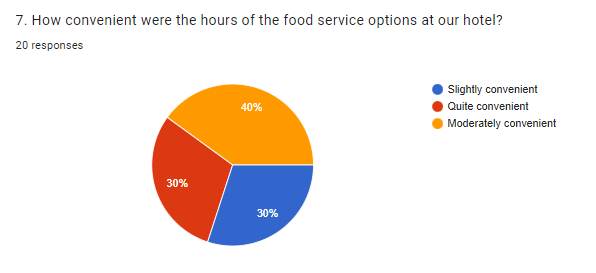 7. How convenient were the hours of the food service options at our hotel?
20 responses
Slightly convenient
Quite convenient
Moderately convenient
40%
30%
30%